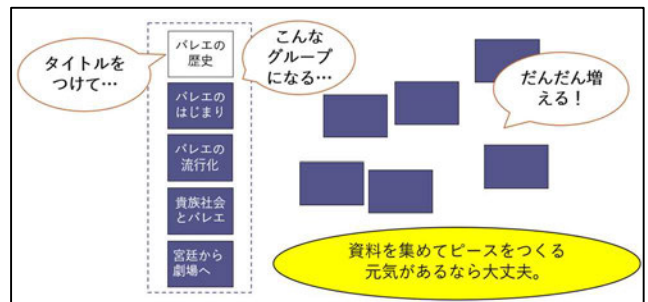 タイトルを
つけて…
バレエの
歴史
こんな
グループ
になる…
バレエの
はじまり
バレエの
流行化
貴族社会
とバレエ
宮廷から
劇場へ
だんだん増
える！
資料を集めてピースをつくる
元気があるなら大丈夫。